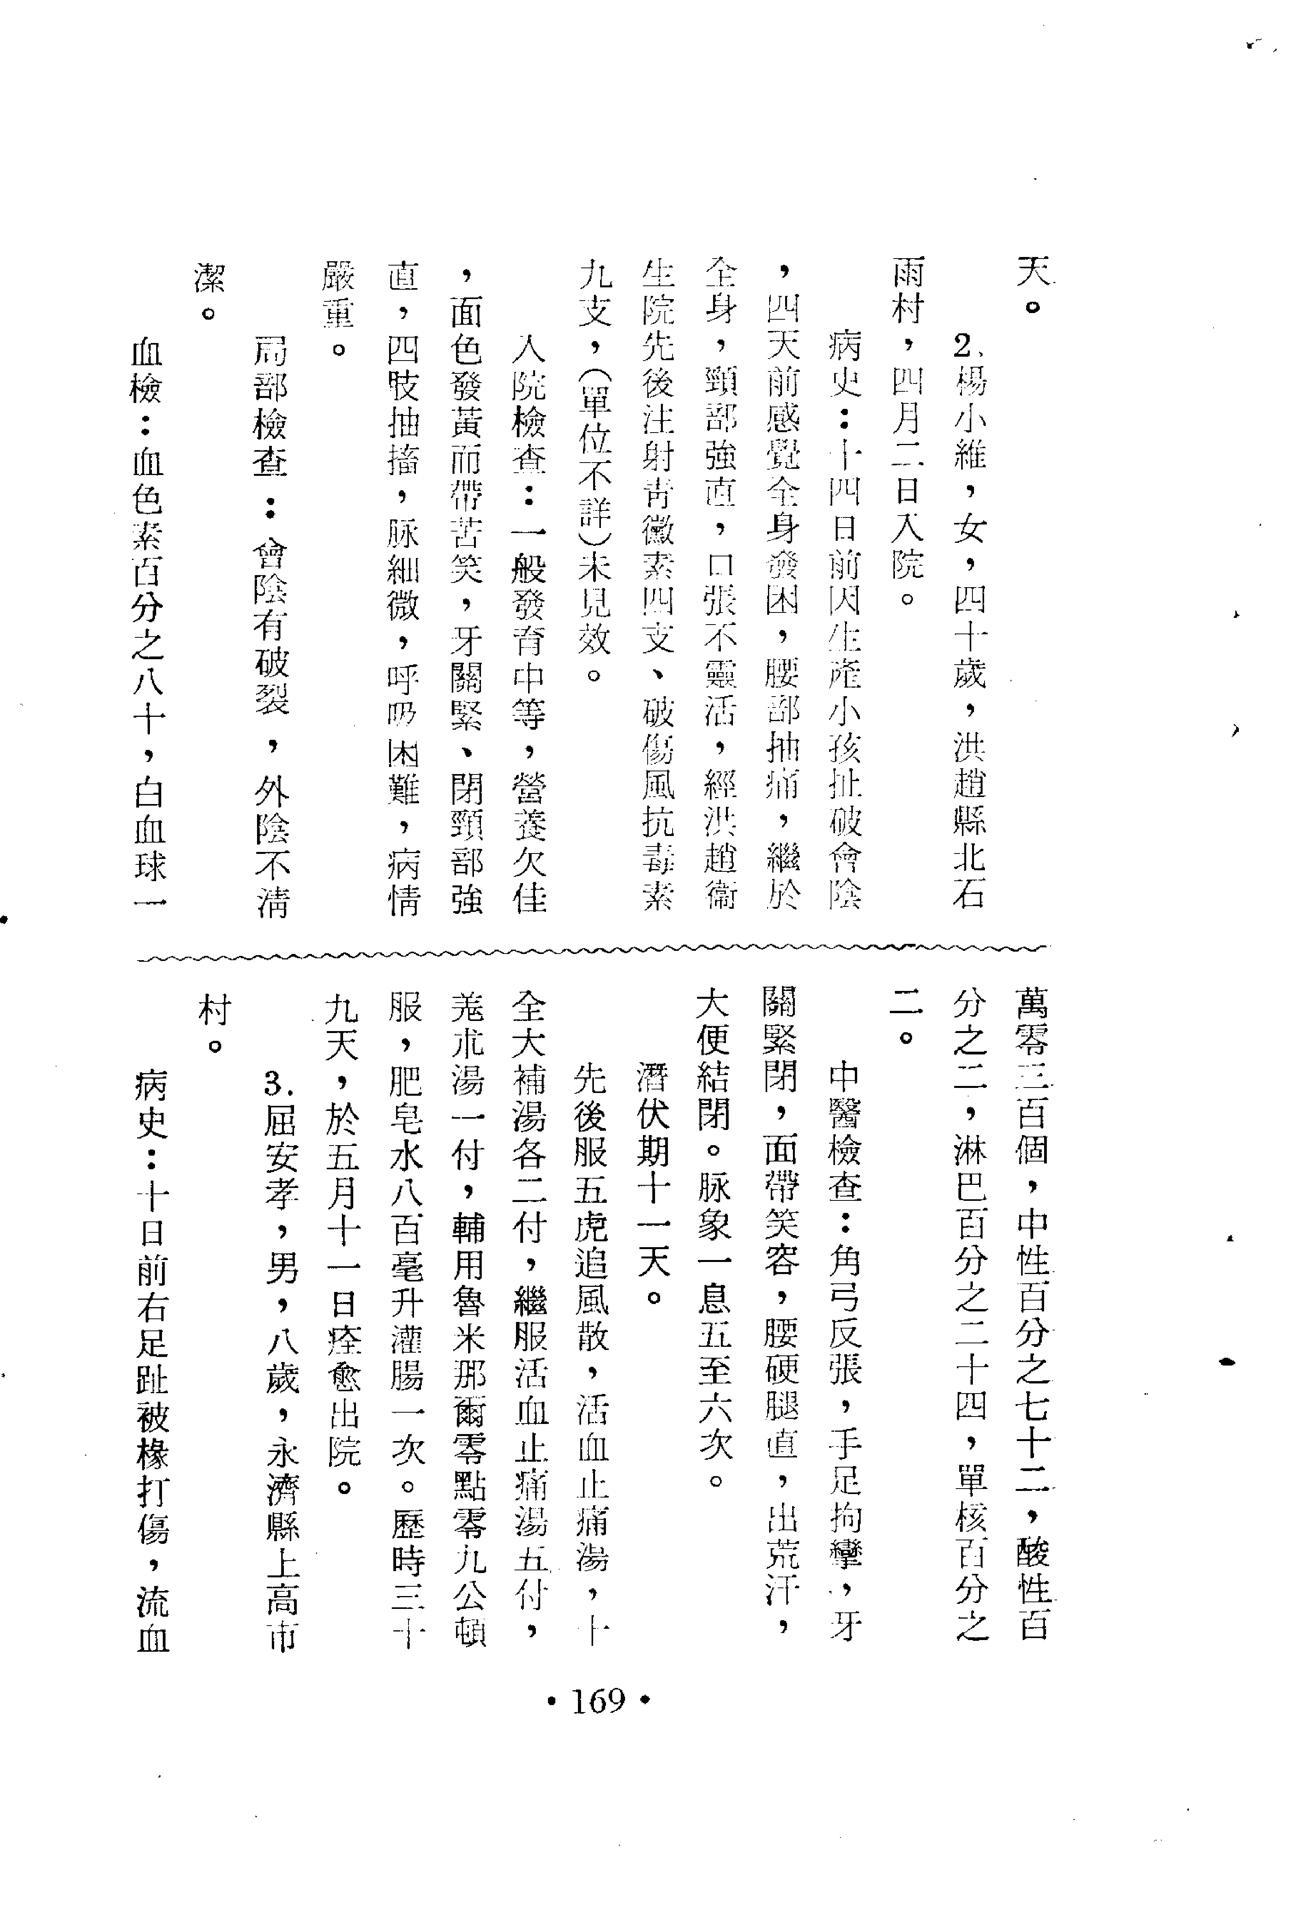 天。
2.楊小維，女，四十歲，洪趙縣北石
雨村，四月二日入院。
病史：十四日前因生產小孩扯破會陰
，四天前感覺全身發困，腰部抽痛，繼於
全身，頸部強直，口張不靈活，經洪趙衛
生院先後注射青黴素四支、破傷風抗毒素
九支，（單位不詳）未見效。
入院檢查：一般發育中等，營養欠佳
，面色發黃而帶苦笑，牙關緊、閉頸部強
直，四肢抽搐，脉細微，呼吸困難，病情
嚴重。
局部檢查：會陰有破裂，外陰不清
潔。
血檢：血色素百分之八十，白血球一
萬零三百個，中性百分之七十二，酸性百
分之二，淋巴百分之二十四，單核百分之
二。
中醫檢查：角弓反張，手足拘攣，牙
關緊閉，面帶笑容，腰硬腿直，出荒汗，
大便結閉。脉象一息五至六次。
潛伏期十一天。
先後服五虎追風散，活血止痛湯，十
全大補湯各二付，繼服活血止痛湯五付，
羌朮湯一付，輔用魯米那爾零點零九公頓
服，肥皂水八百毫升灌腸一次。歷時三十
九天，於五月十一日痊愈出院。
3.屈安孝，男，八歲，永濟縣上高市
村。
病史：十日前右足趾被椽打傷，流血
•169•